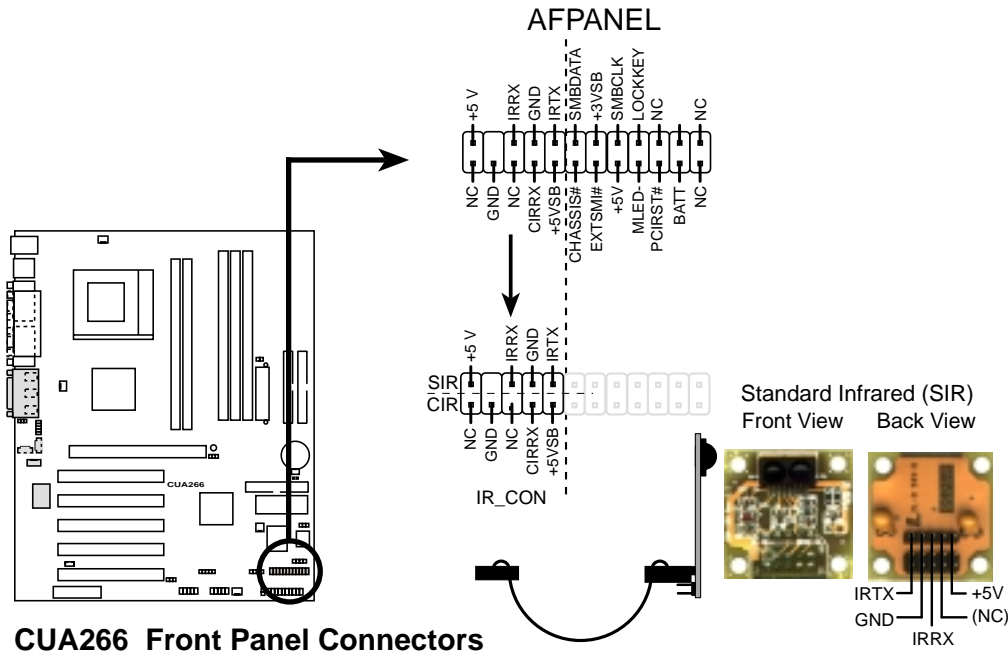 AFPANEL
+5 V
IRRX
GND
IRTX
SMBDATA
+3VSB
SMBCLK
LOCKKEY
NC
NC
NC
GND
NC
CIRRX
+5VSB
CHASSIS#
EXTSMI#
+5V
MLED-
PCIRST#
BATT
NC
+5 V
IRRX
GND
IRTX
SIR
CIR
NC
GND
NC
CIRRX
+5VSB
IR_CON
CUA266
Standard Infrared (SIR)
Front View Back View
IRTX
GND
IRRX
+5V
(NC)
CUA266 Front Panel Connectors